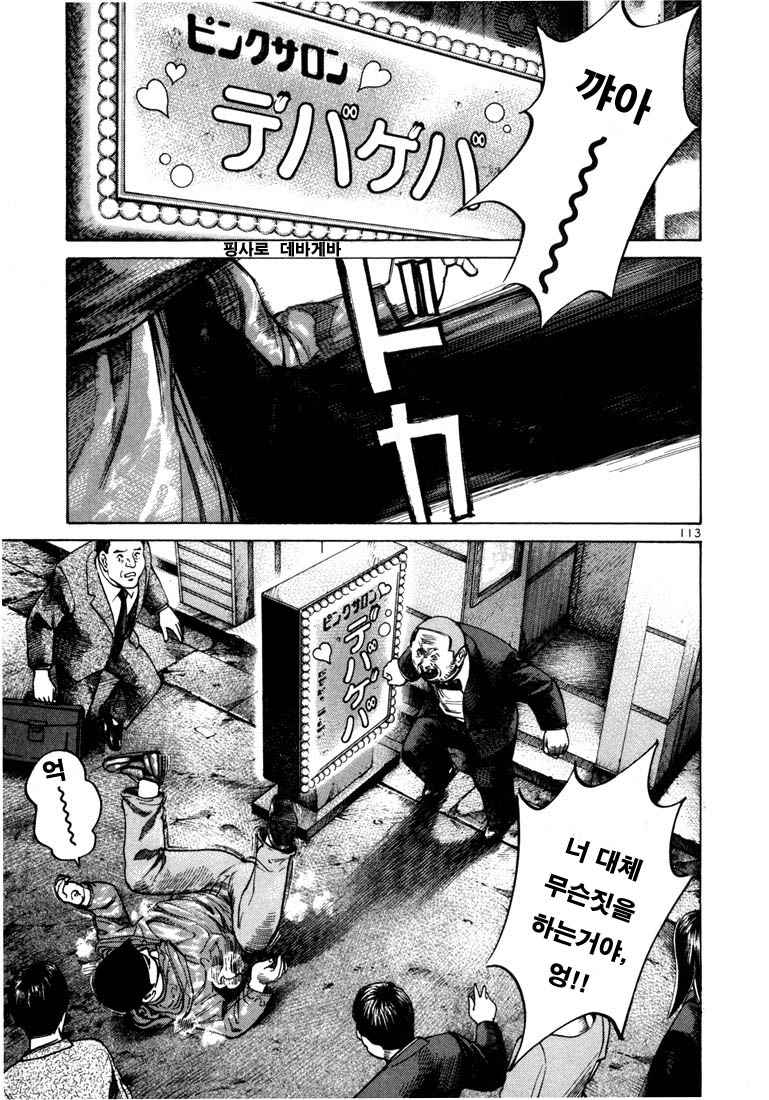 ピンクサロン
デバゲバ
꺄아
핑사로 데바게바
ドカ
113
ピンクサロン
デバゲバ
억
너 대체
무슨짓을
하는거야,
엉!!